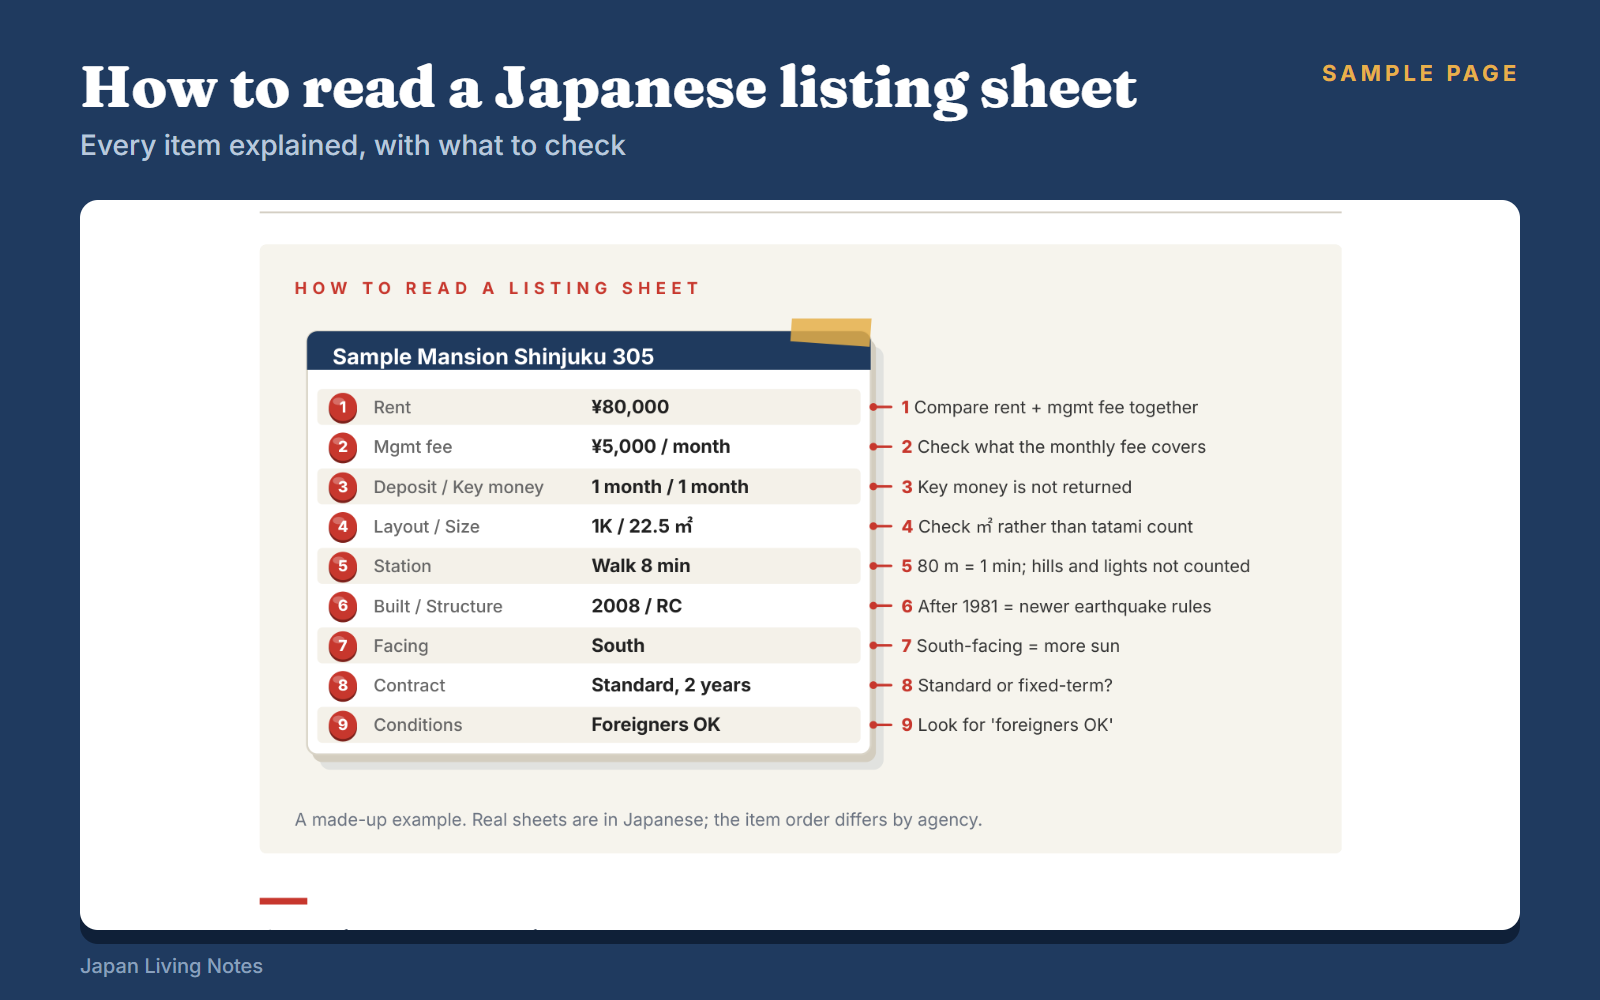 How to read a Japanese listing sheet
SAMPLE PAGE
Every item explained, with what to check
HOW TO READ A LISTING SHEET
Sample Mansion Shinjuku 305
1 Rent ¥80,000 1 Compare rent + mgmt fee together
2 Mgmt fee ¥5,000 / month 2 Check what the monthly fee covers
3 Deposit / Key money 1 month / 1 month 3 Key money is not returned
4 Layout / Size 1K / 22.5 ㎡ 4 Check ㎡ rather than tatami count
5 Station Walk 8 min 5 80 m = 1 min; hills and lights not counted
6 Built / Structure 2008 / RC 6 After 1981 = newer earthquake rules
7 Facing South 7 South-facing = more sun
8 Contract Standard, 2 years 8 Standard or fixed-term?
9 Conditions Foreigners OK 9 Look for 'foreigners OK'
A made-up example. Real sheets are in Japanese; the item order differs by agency.
Japan Living Notes